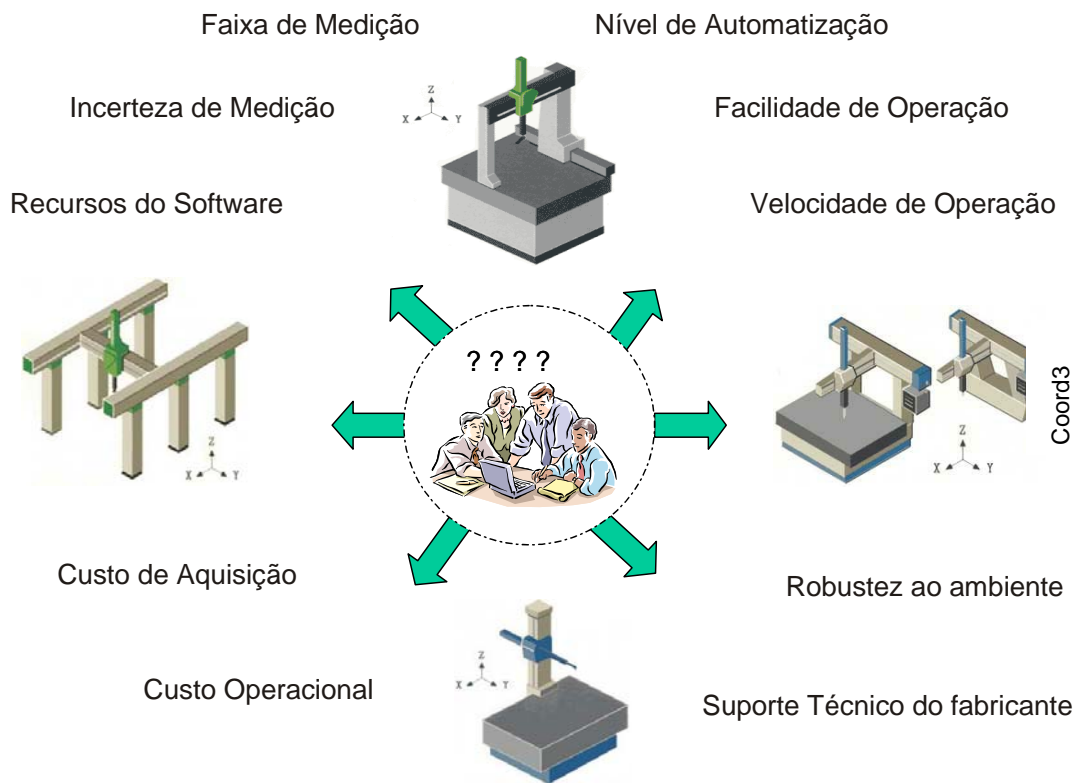 Faixa de Medição
Nível de Automatização
Incerteza de Medição
Z
X
Y
Facilidade de Operação
Recursos do Software
Velocidade de Operação
? ? ? ?
Z
X
Y
Z
X
Y
Coord3
Custo de Aquisição
Robustez ao ambiente
Z
X
Y
Custo Operacional
Suporte Técnico do fabricante